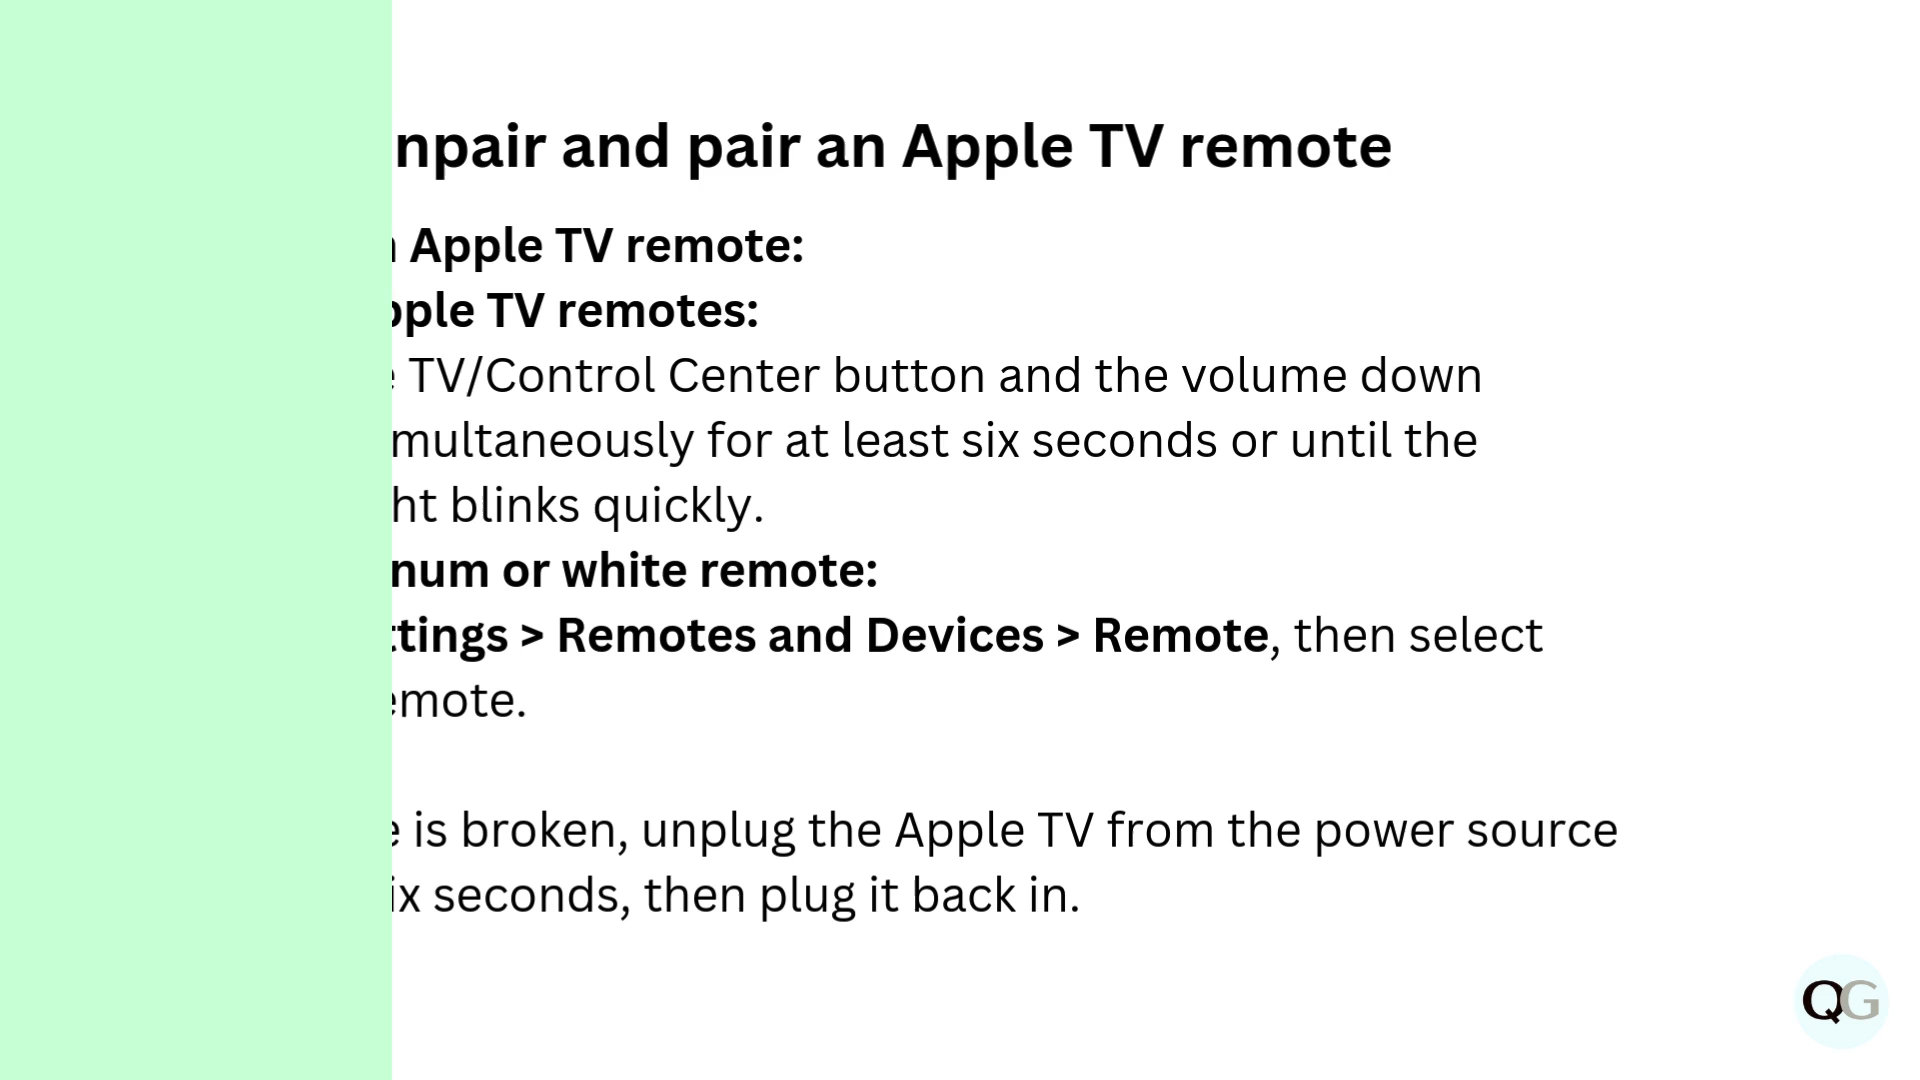 npair and pair an Apple TV remote
Apple TV remote:
pple TV remotes:
TV/Control Center button and the volume down
multaneously for at least six seconds or until the
ht blinks quickly.
num or white remote:
ttings > Remotes and Devices > Remote, then select
emote.
is broken, unplug the Apple TV from the power source
ix seconds, then plug it back in.
QG